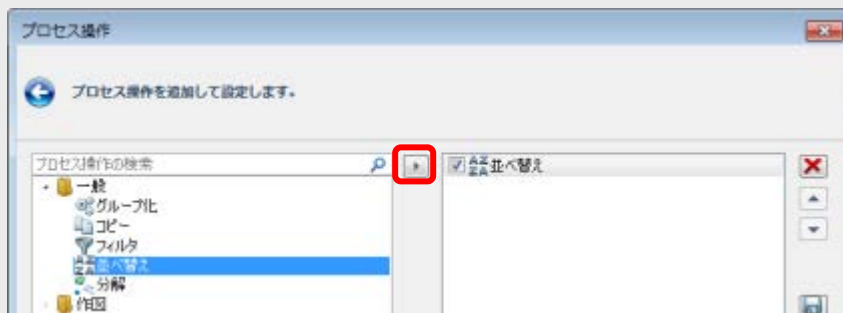 プロセス操作
プロセス操作を追加して設定します。
プロセス操作の検索
並べ替え
一般
グループ化
コピー
フィルタ
並べ替え
分解
作図